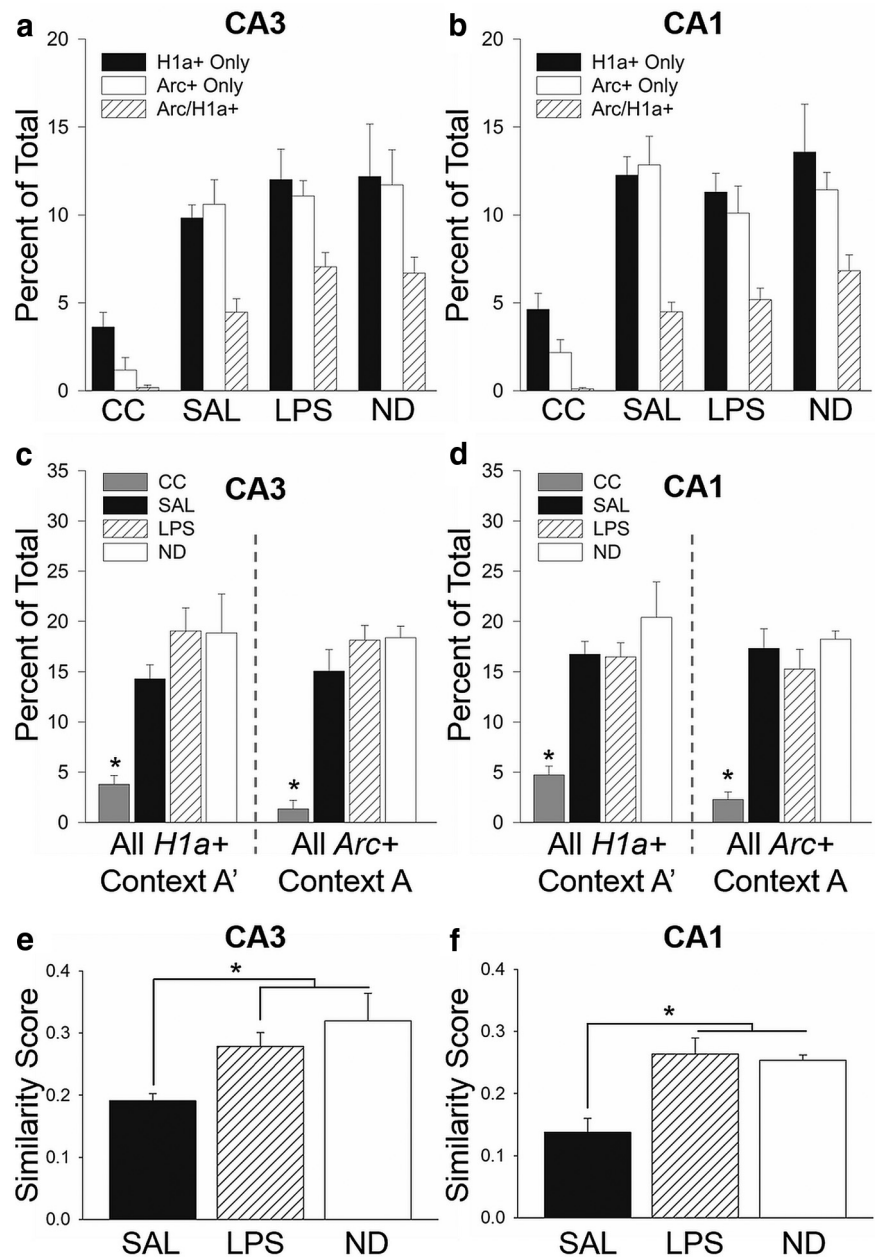 a
CA3
20
15
10
5
0
Percent of Total
H1a+ Only
Arc+ Only
Arc/H1a+
CC SAL LPS ND
b
CA1
20
15
10
5
0
Percent of Total
H1a+ Only
Arc+ Only
Arc/H1a+
CC SAL LPS ND
c
CA3
35
30
25
20
15
10
5
0
Percent of Total
CC
SAL
LPS
ND
*
*
All H1a+ All Arc+
Context A' Context A
d
CA1
35
30
25
20
15
10
5
0
Percent of Total
CC
SAL
LPS
ND
*
*
All H1a+ All Arc+
Context A' Context A
e
CA3
0.4
0.3
0.2
0.1
0.0
Similarity Score
*
SAL LPS ND
f
CA1
0.4
0.3
0.2
0.1
0.0
Similarity Score
*
SAL LPS ND